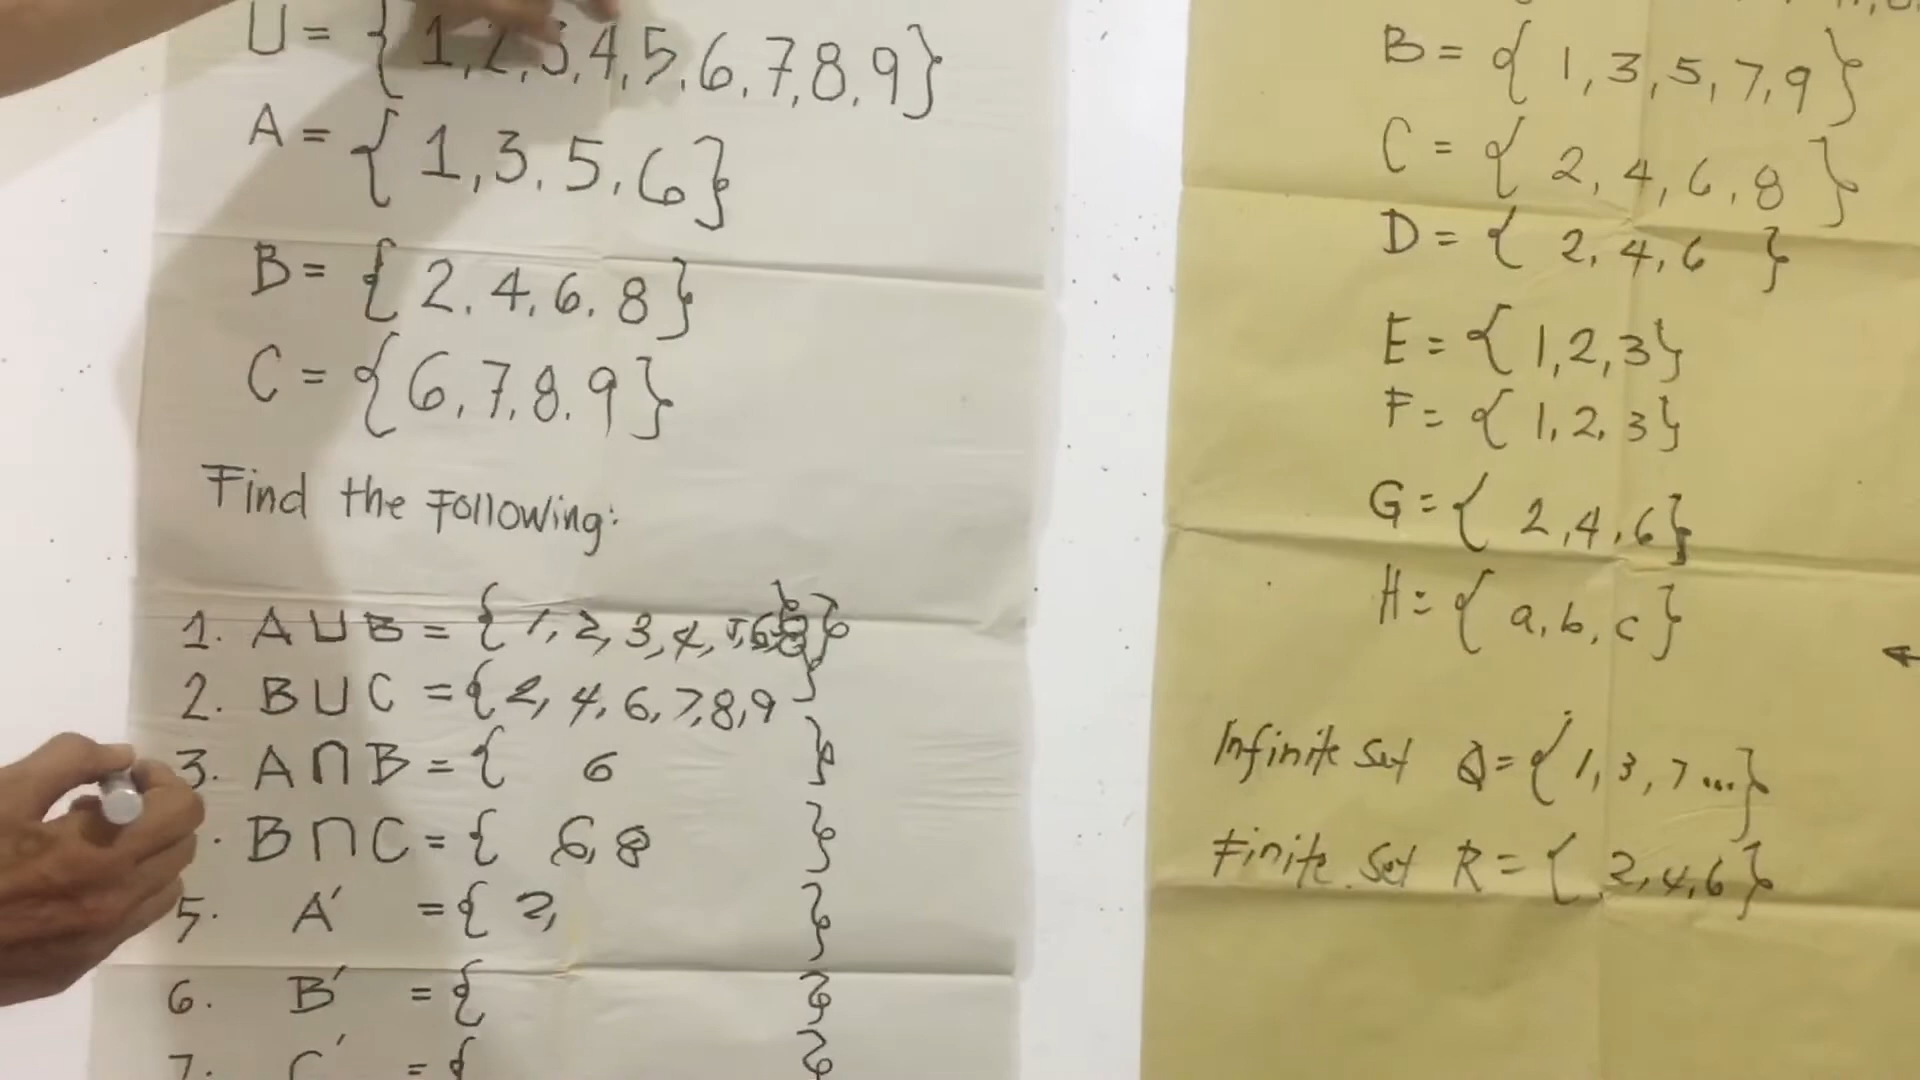 U = { 1,2,3,4,5,6,7,8,9}
A = { 1,3,5,6}
B = { 2,4,6,8}
C = {6,7,8,9}
Find the Following:
1. A ∪ B = { 1, 2, 3, 4, 5,6,8}
2. B ∪ C = {2, 4, 6, 7, 8, 9}
3. A ∩ B = { 6 }
. B ∩ C = { 6, 8 }
5. A′ = { 2, }
6. B′ = { }
7. C′ = { }
B = { 1, 3, 5, 7, 9}
C = { 2, 4, 6, 8 }
D = { 2, 4, 6 }
E = { 1, 2, 3}
F = { 1, 2, 3}
G = { 2, 4, 6}
H = { a, b, c }
Infinite Set Q = { 1, 3, 7 ...}
Finite Set R = { 2, 4, 6 }